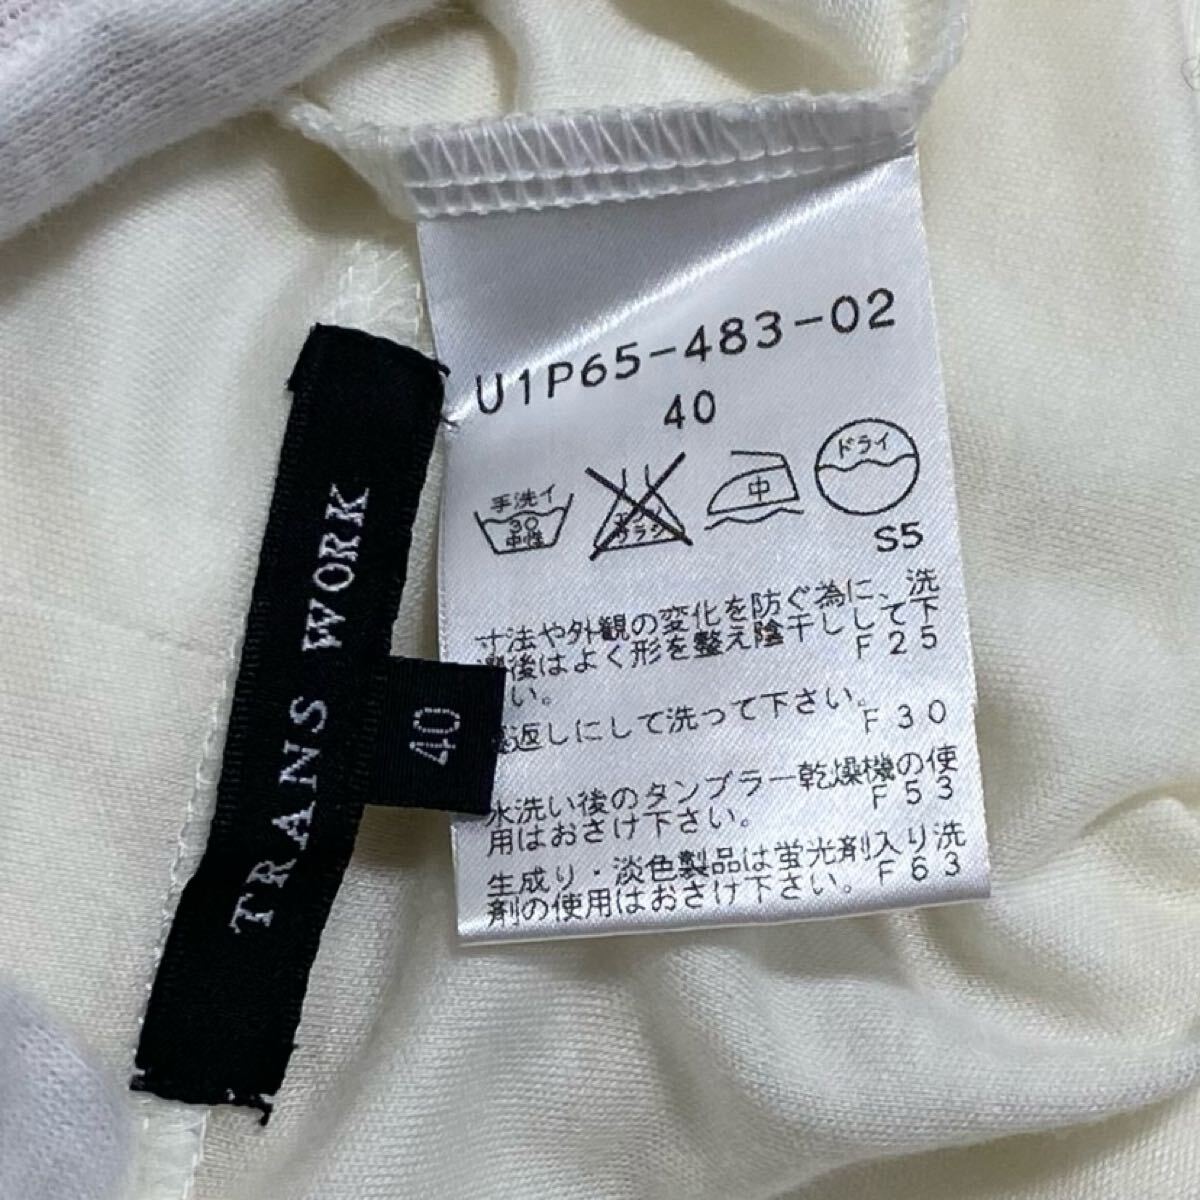 TRANS WORK
40
U1P65-483-02
40
手洗イ
30
中性
中
ドライ
S5
寸法や外観の変化を防ぐ為に、洗
後はよく形を整え陰干しして下
い。
F25
返しにして洗って下さい。
F30
水洗い後のタンブラー乾燥機の使
用はおさけ下さい。
F53
生成り・淡色製品は蛍光剤入り洗
剤の使用はおさけ下さい。F63